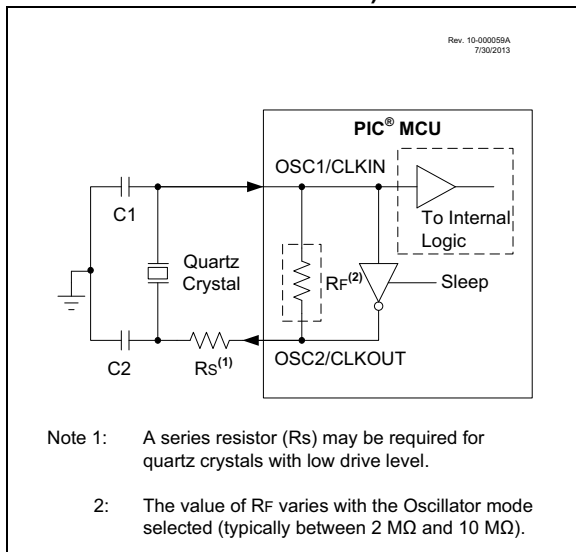 Rev. 10-000059A
7/30/2013
PIC® MCU
OSC1/CLKIN
C1
To Internal
Logic
Quartz
Crystal
RF(2)
Sleep
C2
RS(1)
OSC2/CLKOUT
Note 1: A series resistor (Rs) may be required for
quartz crystals with low drive level.
2: The value of RF varies with the Oscillator mode
selected (typically between 2 MΩ and 10 MΩ).